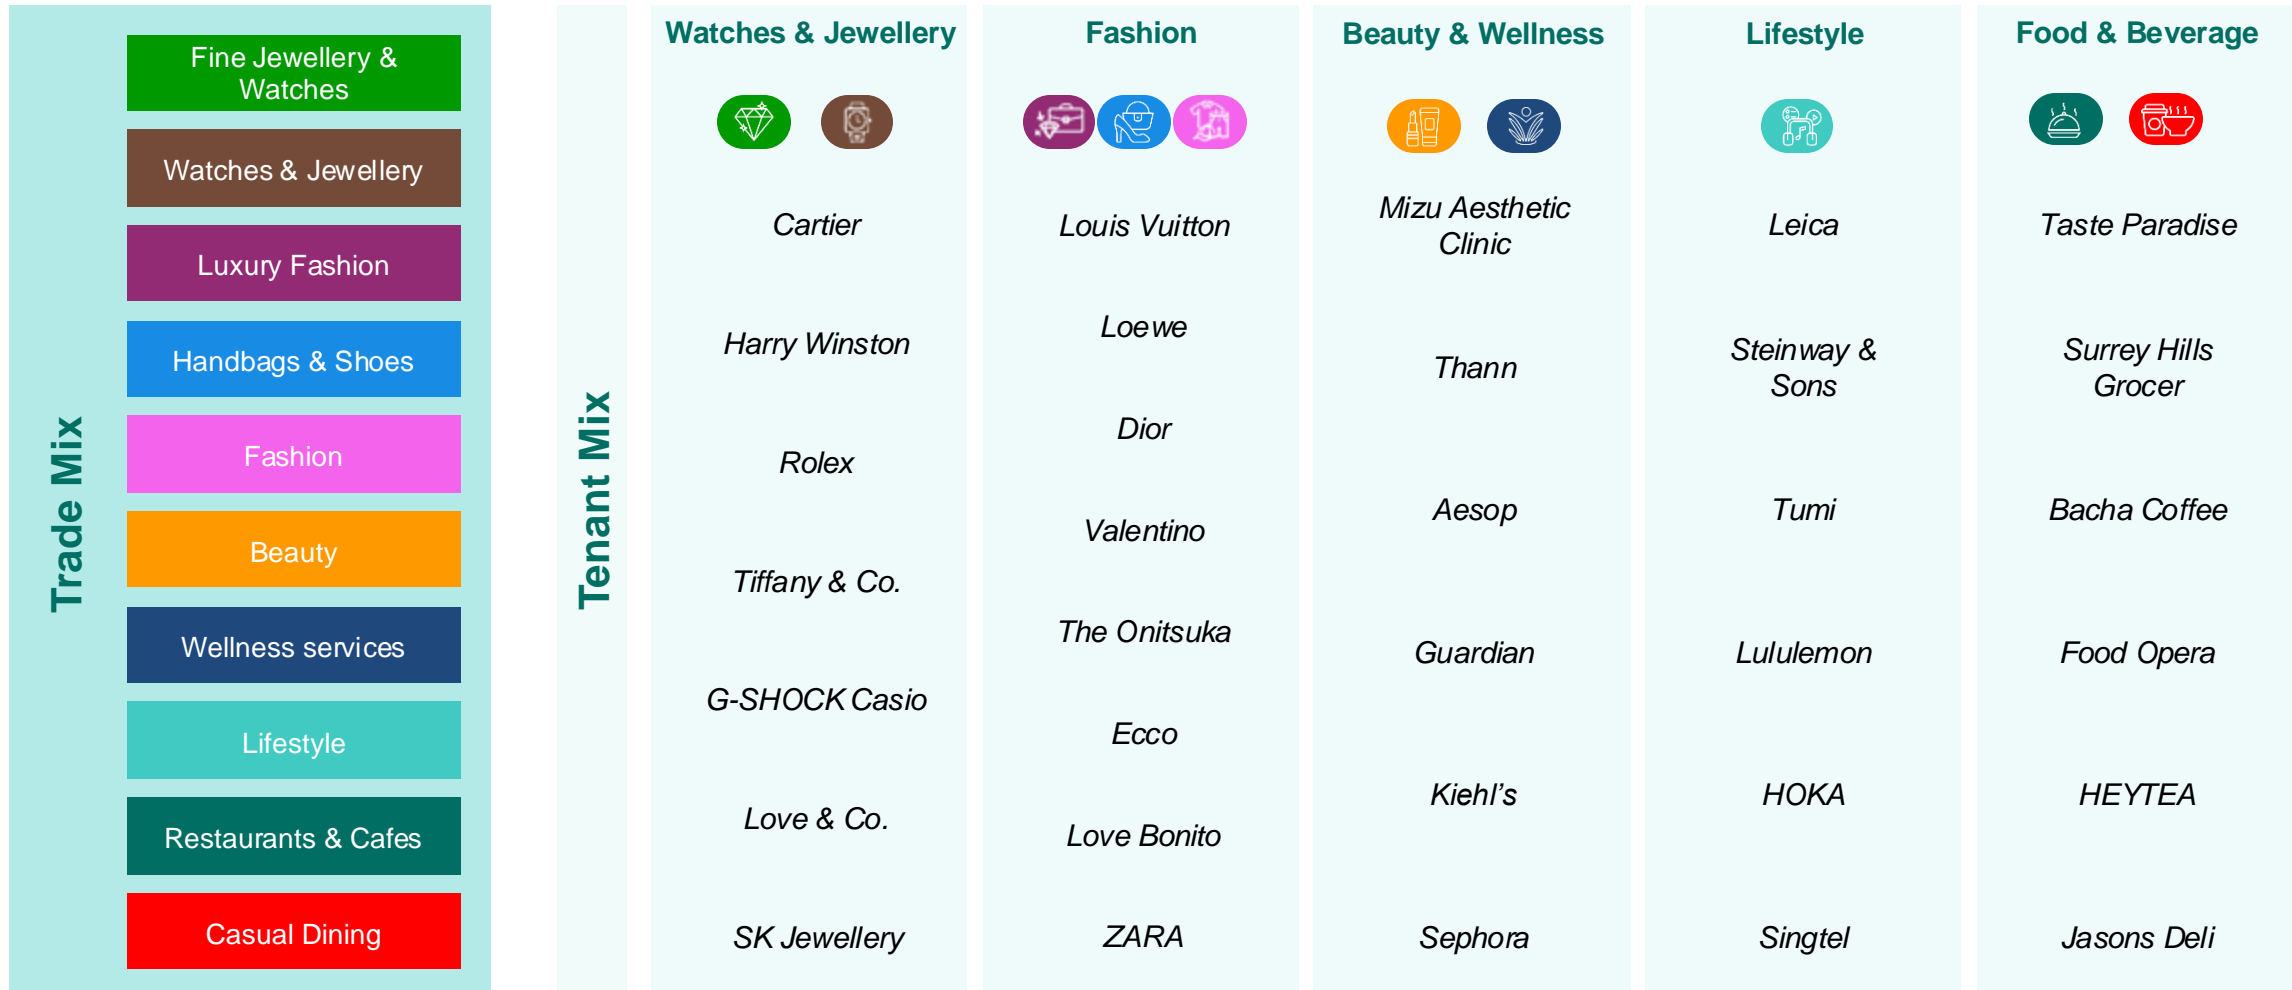 Trade Mix
Fine Jewellery &
Watches
Watches & Jewellery
Luxury Fashion
Handbags & Shoes
Fashion
Beauty
Wellness services
Lifestyle
Restaurants & Cafes
Casual Dining
Tenant Mix
Watches & Jewellery
Cartier
Harry Winston
Rolex
Tiffany & Co.
G-SHOCK Casio
Love & Co.
SK Jewellery
Fashion
Louis Vuitton
Loewe
Dior
Valentino
The Onitsuka
Ecco
Love Bonito
ZARA
Beauty & Wellness
Mizu Aesthetic
Clinic
Thann
Aesop
Guardian
Kiehl’s
Sephora
Lifestyle
Leica
Steinway &
Sons
Tumi
Lululemon
HOKA
Singtel
Food & Beverage
Taste Paradise
Surrey Hills
Grocer
Bacha Coffee
Food Opera
HEYTEA
Jasons Deli